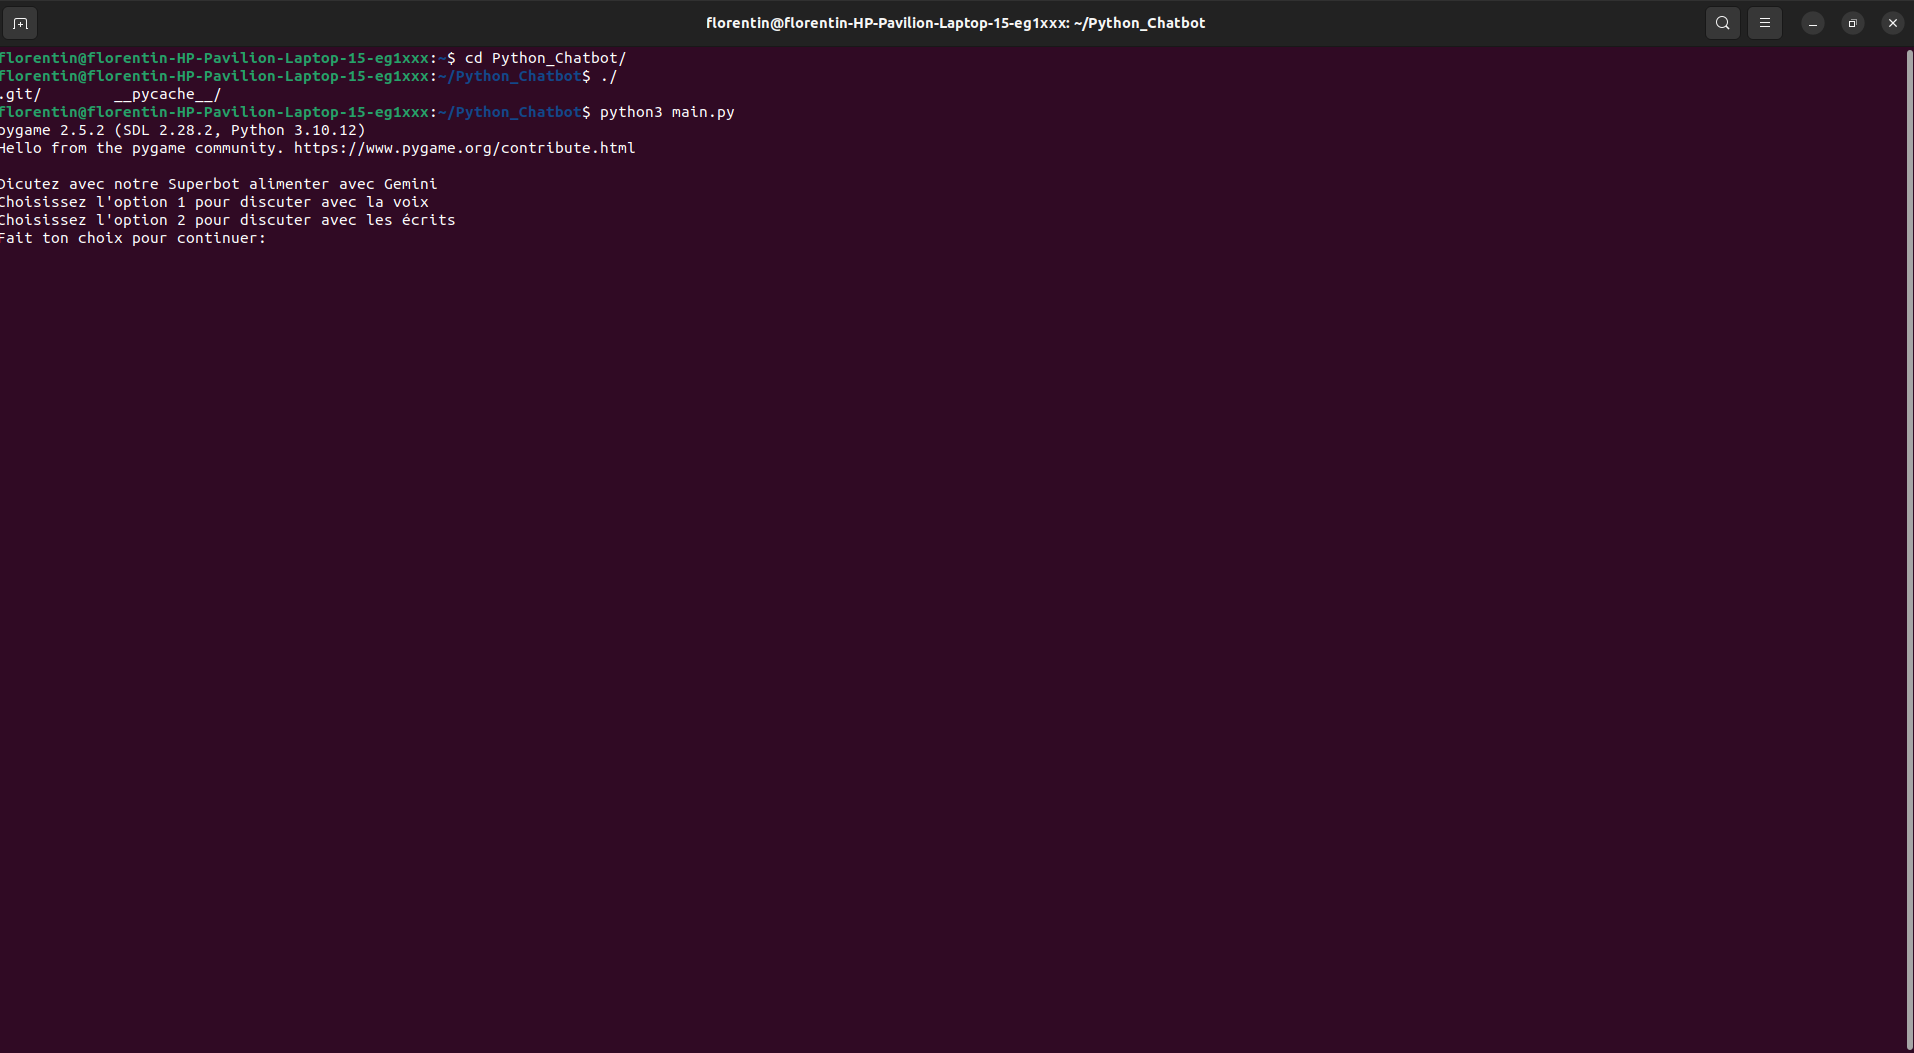 florentin@florentin-HP-Pavilion-Laptop-15-eg1xxx: ~/Python_Chatbot
florentin@florentin-HP-Pavilion-Laptop-15-eg1xxx:~$ cd Python_Chatbot/
florentin@florentin-HP-Pavilion-Laptop-15-eg1xxx:~/Python_Chatbot$ ./
.git/        __pycache__/
florentin@florentin-HP-Pavilion-Laptop-15-eg1xxx:~/Python_Chatbot$ python3 main.py
pygame 2.5.2 (SDL 2.28.2, Python 3.10.12)
Hello from the pygame community. https://www.pygame.org/contribute.html
Dicutez avec notre Superbot alimenter avec Gemini
Choisissez l'option 1 pour discuter avec la voix
Choisissez l'option 2 pour discuter avec les écrits
Fait ton choix pour continuer: